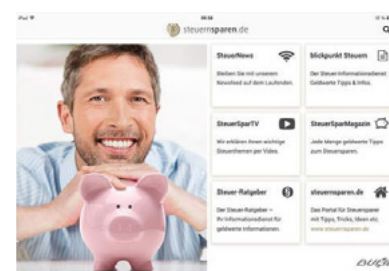 iPad
steuernsparen.de
SteuerNews
Bleiben Sie mit unserem
Newsfeed auf dem Laufenden.
blickpunkt Steuern
Der Steuer-Informationsdienst
Geldwerte Tipps & Infos.
SteuerSparTV
Wir erklären Ihnen wichtige
Steuerthemen per Video.
SteuerSparMagazin
Jede Menge geldwerte Tipps
zum Steuersparen.
Steuer-Ratgeber
Der Steuer-Ratgeber –
Ihr Informationsdienst für
geldwerte Informationen.
steuernsparen.de
Das Portal für Steuersparer
mit Tipps, Tricks, Ideen etc.
www.steuernsparen.de